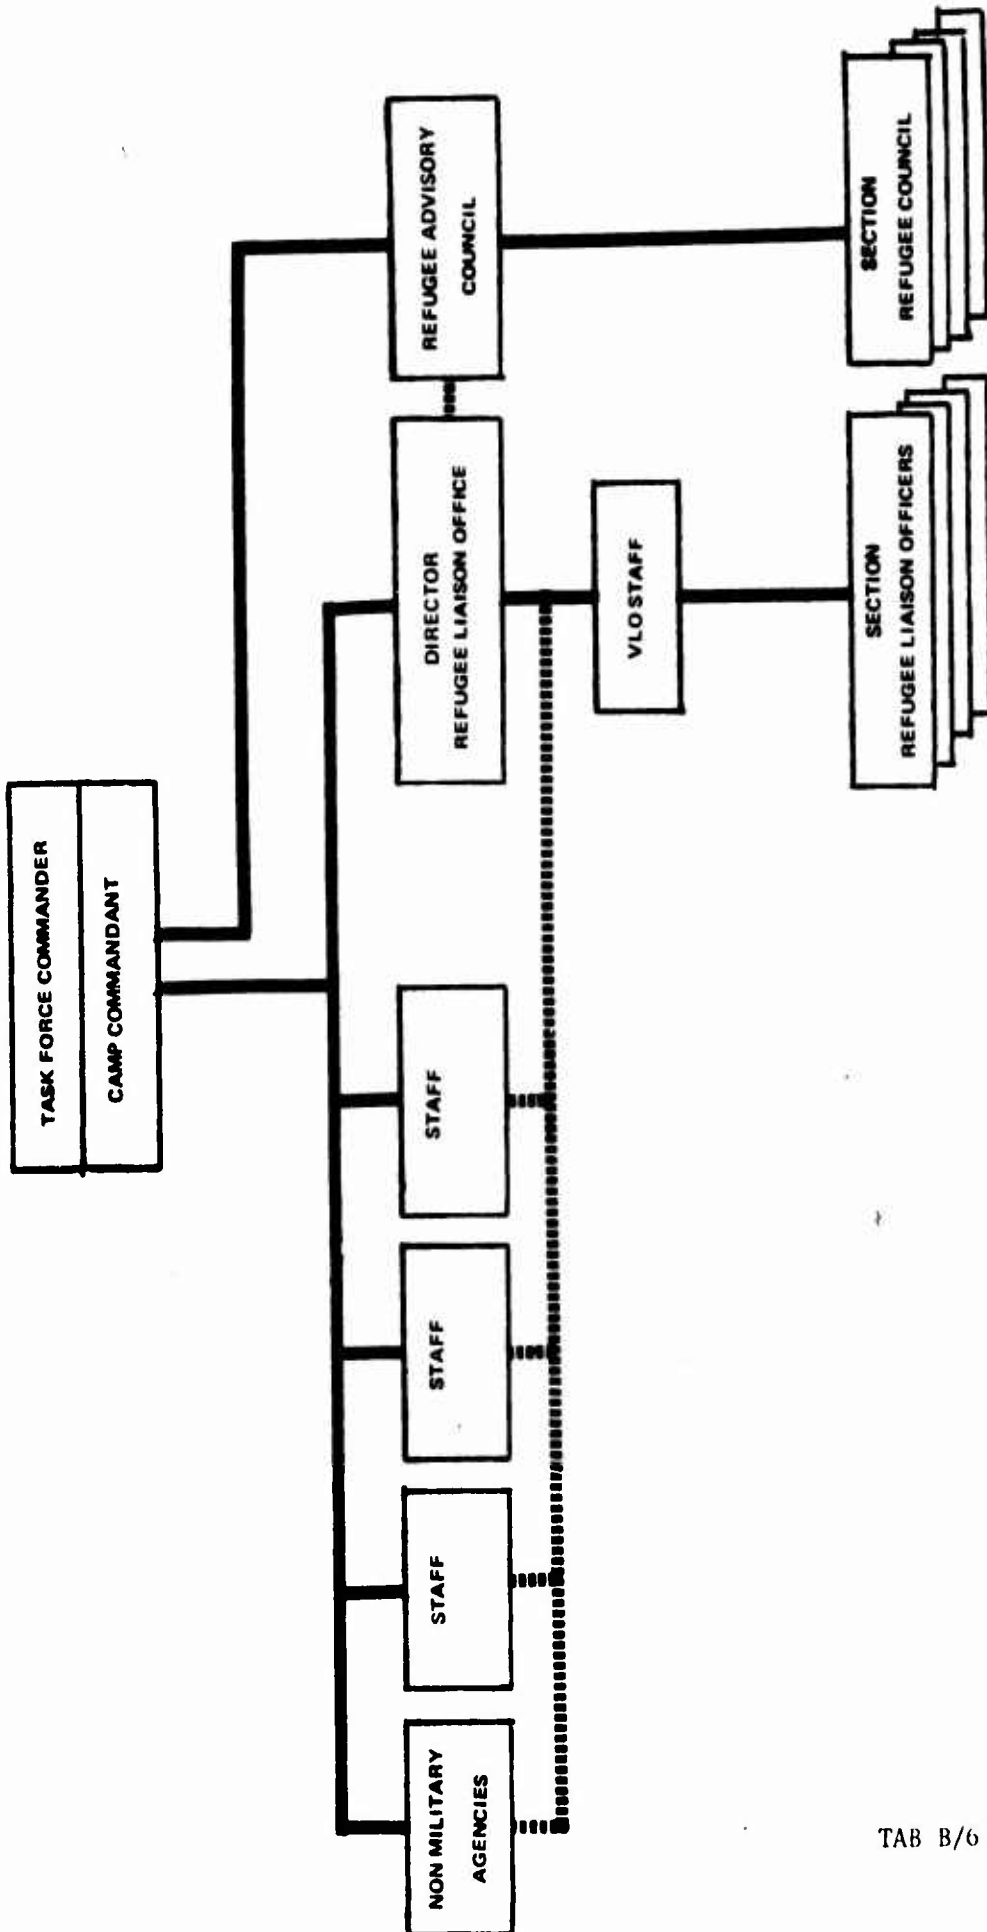 TASK FORCE COMMANDER
CAMP COMMANDANT
NON MILITARY
AGENCIES
STAFF
STAFF
STAFF
DIRECTOR
REFUGEE LIAISON OFFICE
REFUGEE ADVISORY
COUNCIL
VLO STAFF
SECTION
REFUGEE LIAISON OFFICERS
SECTION
REFUGEE COUNCIL
TAB B/6